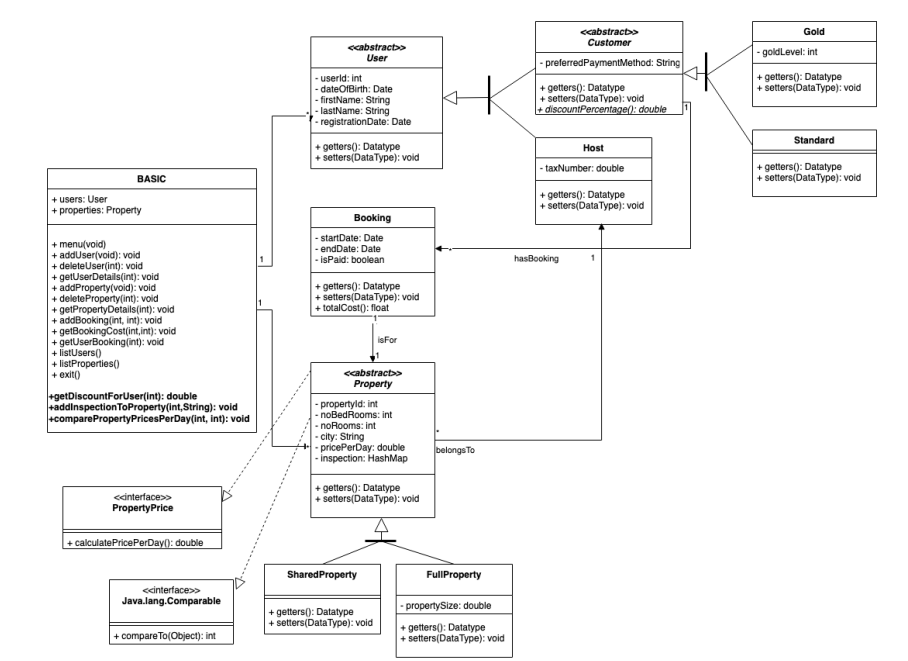 <<abstract>>
User
- userId: int
- dateOfBirth: Date
- firstName: String
- lastName: String
- registrationDate: Date
+ getters(): Datatype
+ setters(DataType): void
<<abstract>>
Customer
- preferredPaymentMethod: String
+ getters(): Datatype
+ setters(DataType): void
+ discountPercentage(): double
Gold
- goldLevel: int
+ getters(): Datatype
+ setters(DataType): void
Standard
+ getters(): Datatype
+ setters(DataType): void
Host
- taxNumber: double
+ getters(): Datatype
+ setters(DataType): void
BASIC
+ users: User
+ properties: Property
+ menu(void)
+ addUser(void): void
+ deleteUser(int): void
+ getUserDetails(int): void
+ addProperty(void): void
+ deleteProperty(int): void
+ getPropertyDetails(int): void
+ addBooking(int, int): void
+ getBookingCost(int,int): void
+ getUserBooking(int): void
+ listUsers()
+ listProperties()
+ exit()
+getDiscountForUser(int): double
+addInspectionToProperty(int,String): void
+comparePropertyPricesPerDay(int, int): void
1
*
1
*
Booking
- startDate: Date
- endDate: Date
- isPaid: boolean
+ getters(): Datatype
+ setters(DataType): void
+ totalCost(): float
1
*
hasBooking
1
1
isFor
1
<<abstract>>
Property
- propertyId: int
- noBedRooms: int
- noRooms: int
- city: String
- pricePerDay: double
- inspection: HashMap
+ getters(): Datatype
+ setters(DataType): void
*
belongsTo
<<interface>>
PropertyPrice
+ calculatePricePerDay(): double
<<interface>>
Java.lang.Comparable
+ compareTo(Object): int
SharedProperty
+ getters(): Datatype
+ setters(DataType): void
FullProperty
- propertySize: double
+ getters(): Datatype
+ setters(DataType): void